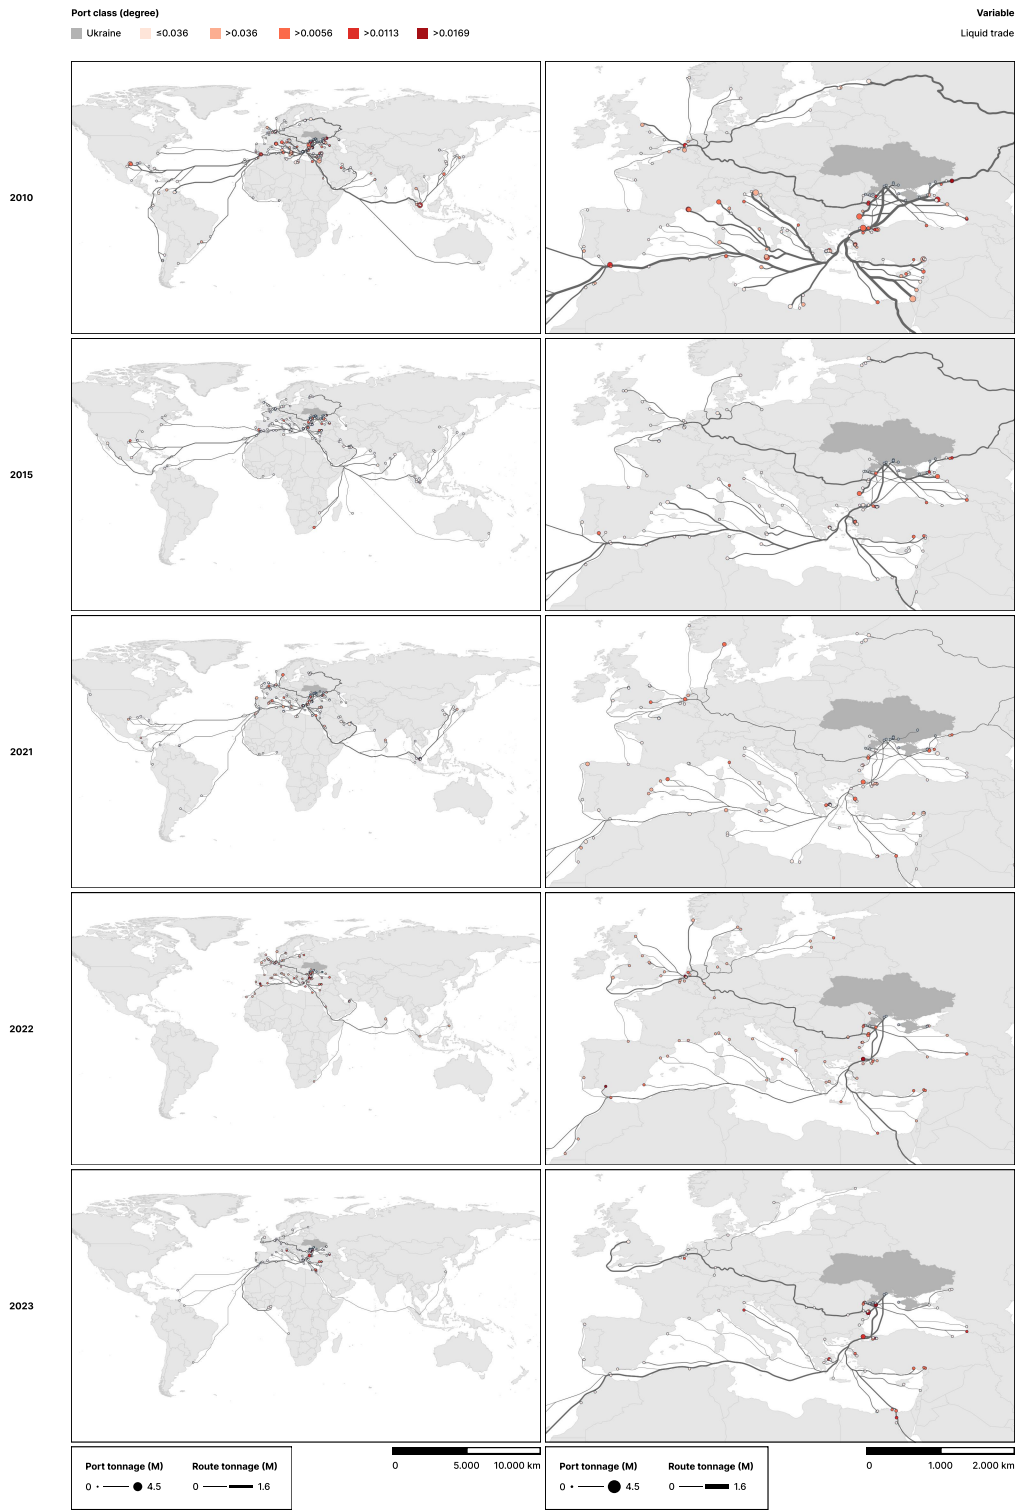 Port class (degree)
Variable
Ukraine ≤0.036 >0.036 >0.0056 >0.0113 >0.0169
Liquid trade
2010
2015
2021
2022
2023
Port tonnage (M) Route tonnage (M)
0 4.5 0 1.6
0 5.000 10.000 km
Port tonnage (M) Route tonnage (M)
0 4.5 0 1.6
0 1.000 2.000 km